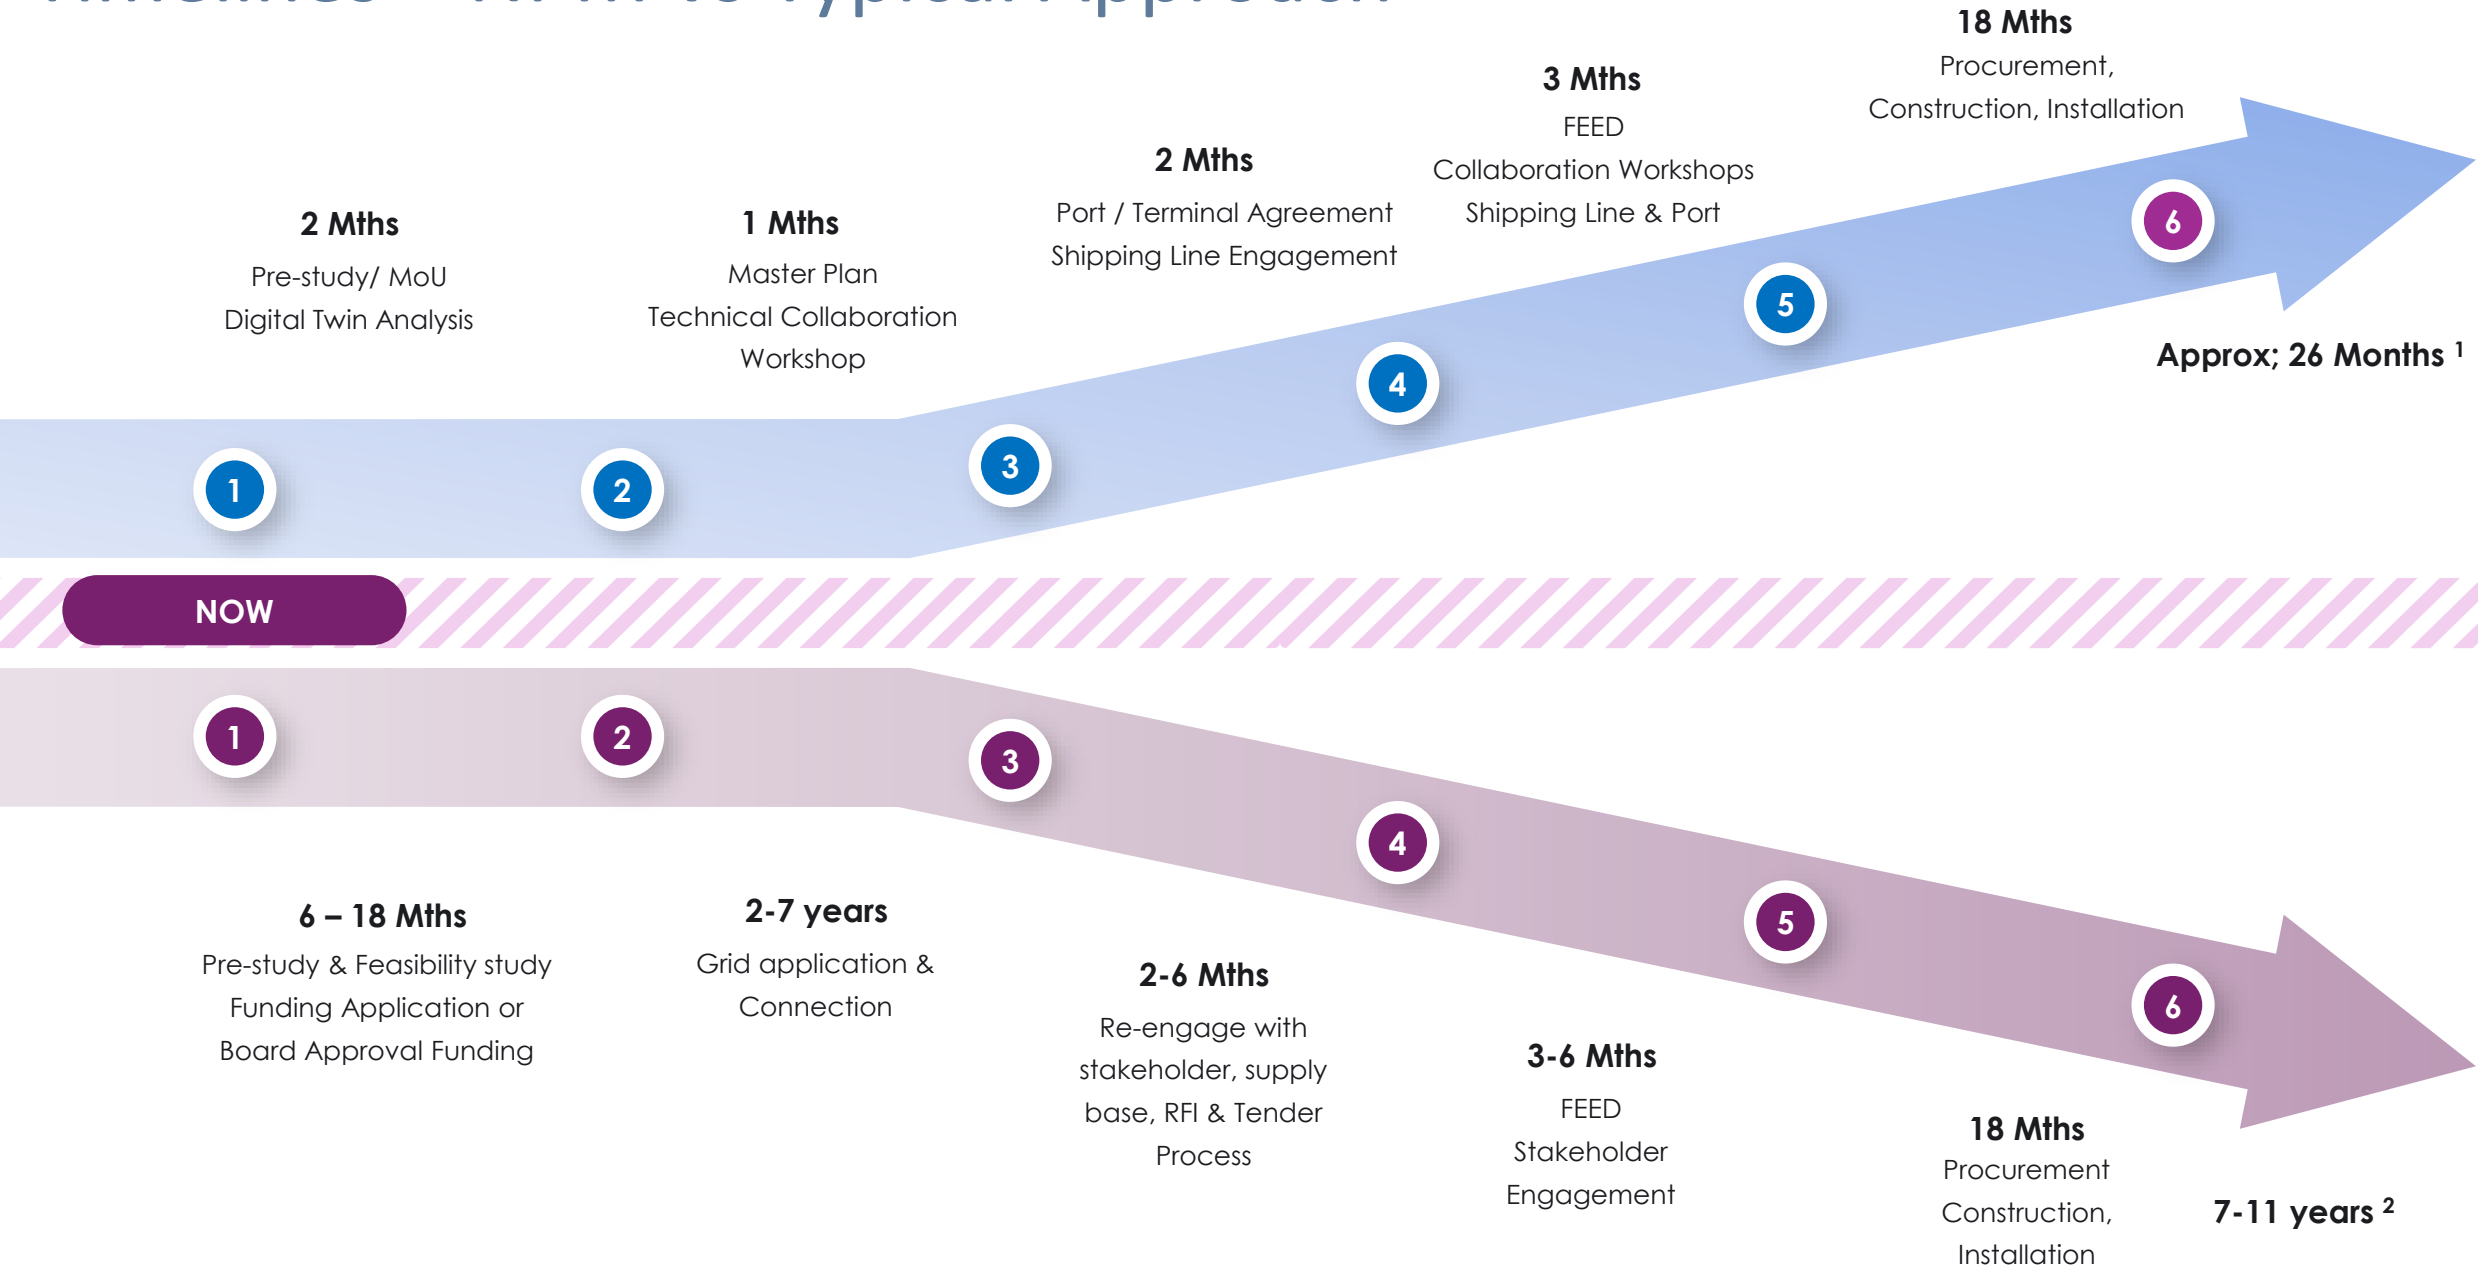 vs Typical Approach
18 Mths
Procurement,
Construction, Installation
3 Mths
FEED
Collaboration Workshops
Shipping Line & Port
2 Mths
Port / Terminal Agreement
Shipping Line Engagement
2 Mths
Pre-study/ MoU
Digital Twin Analysis
1 Mths
Master Plan
Technical Collaboration
Workshop
6
5
4
3
1
2
Approx; 26 Months ¹
NOW
1
2
3
4
5
6
6 – 18 Mths
Pre-study & Feasibility study
Funding Application or
Board Approval Funding
2-7 years
Grid application &
Connection
2-6 Mths
Re-engage with
stakeholder, supply
base, RFI & Tender
Process
3-6 Mths
FEED
Stakeholder
Engagement
18 Mths
Procurement
Construction,
Installation
7-11 years ²